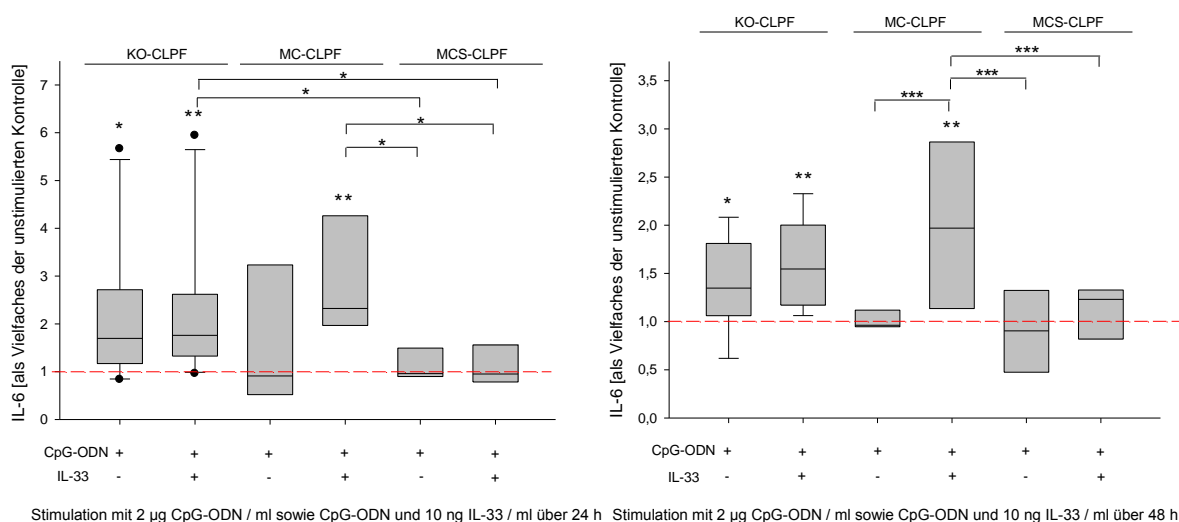 KO-CLPF MC-CLPF MCS-CLPF
IL-6 [als Vielfaches der unstimulierten Kontrolle]
7
6
5
4
3
2
1
0
* ** ** * * * *
CpG-ODN + + + + + +
IL-33 - + - + - +
Stimulation mit 2 µg CpG-ODN / ml sowie CpG-ODN und 10 ng IL-33 / ml über 24 h
KO-CLPF MC-CLPF MCS-CLPF
IL-6 [als Vielfaches der unstimulierten Kontrolle]
3,5
3,0
2,5
2,0
1,5
1,0
0,5
0,0
* ** ** *** *** ***
+ + + + + +
- + - + - +
Stimulation mit 2 µg CpG-ODN / ml sowie CpG-ODN und 10 ng IL-33 / ml über 48 h